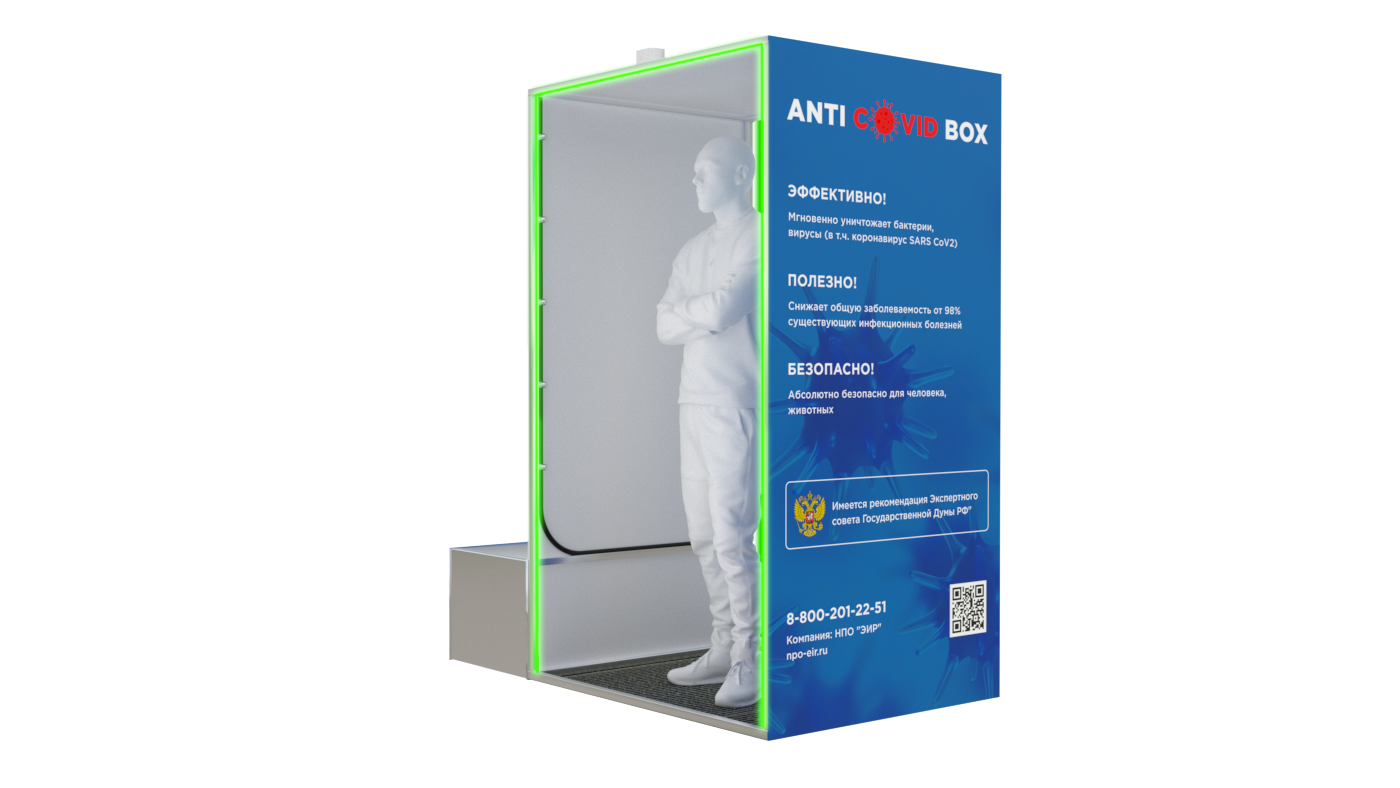 ANTI COVID BOX
ЭФФЕКТИВНО!
Мгновенно уничтожает бактерии,
вирусы (в т.ч. коронавирус SARS CoV2)
ПОЛЕЗНО!
Снижает общую заболеваемость от 98%
существующих инфекционных болезней
БЕЗОПАСНО!
Абсолютно безопасно для человека,
животных
Имеется рекомендация Экспертного
совета Государственной Думы РФ"
8-800-201-22-51
Компания: НПО "ЭИР"
npo-eir.ru